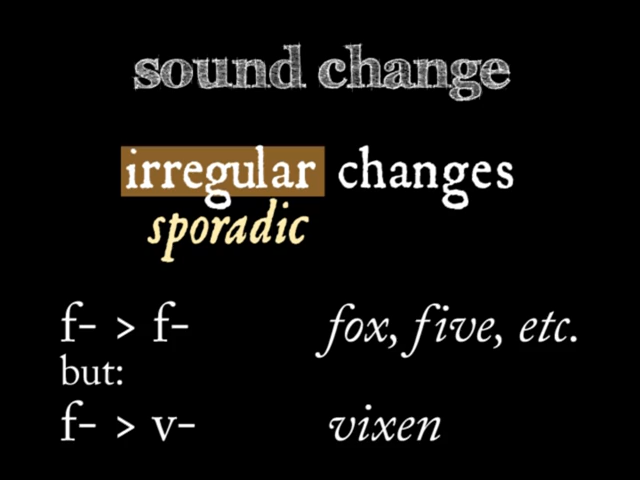 sound change
irregular changes
sporadic
f- > f- fox, five, etc.
but:
f- > v- vixen